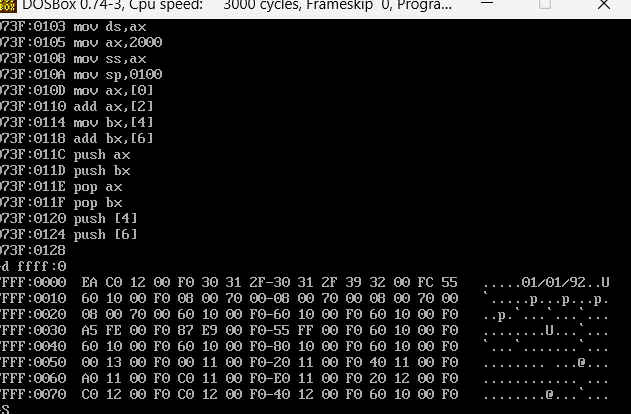 DOSBox 0.74-3, Cpu speed: 3000 cycles, Frameskip 0, Progra...
073F:0103 mov ds,ax
073F:0105 mov ax,2000
073F:0108 mov ss,ax
073F:010A mov sp,0100
073F:010D mov ax,[0]
073F:0110 add ax,[2]
073F:0114 mov bx,[4]
073F:0118 add bx,[6]
073F:011C push ax
073F:011D push bx
073F:011E pop ax
073F:011F pop bx
073F:0120 push [4]
073F:0124 push [6]
073F:0128
-d ffff:0
FFFF:0000 EA C0 12 00 F0 30 31 2F-30 31 2F 39 32 00 FC 55 .....01/01/92..U
FFFF:0010 60 10 00 F0 08 00 70 00-08 00 70 00 08 00 70 00 `.....p...p...p.
FFFF:0020 08 00 70 00 60 10 00 F0-60 10 00 F0 60 10 00 F0 ..p.`...`...`...
FFFF:0030 A5 FE 00 F0 87 E9 00 F0-55 FF 00 F0 60 10 00 F0 ........U...`...
FFFF:0040 60 10 00 F0 60 10 00 F0-80 10 00 F0 60 10 00 F0 `...`.......`...
FFFF:0050 00 13 00 F0 00 11 00 F0-20 11 00 F0 40 11 00 F0 ........ ...@...
FFFF:0060 A0 11 00 F0 C0 11 00 F0-E0 11 00 F0 20 12 00 F0 ............ ...
FFFF:0070 C0 12 00 F0 C0 12 00 F0-40 12 00 F0 60 10 00 F0 ........@...`...